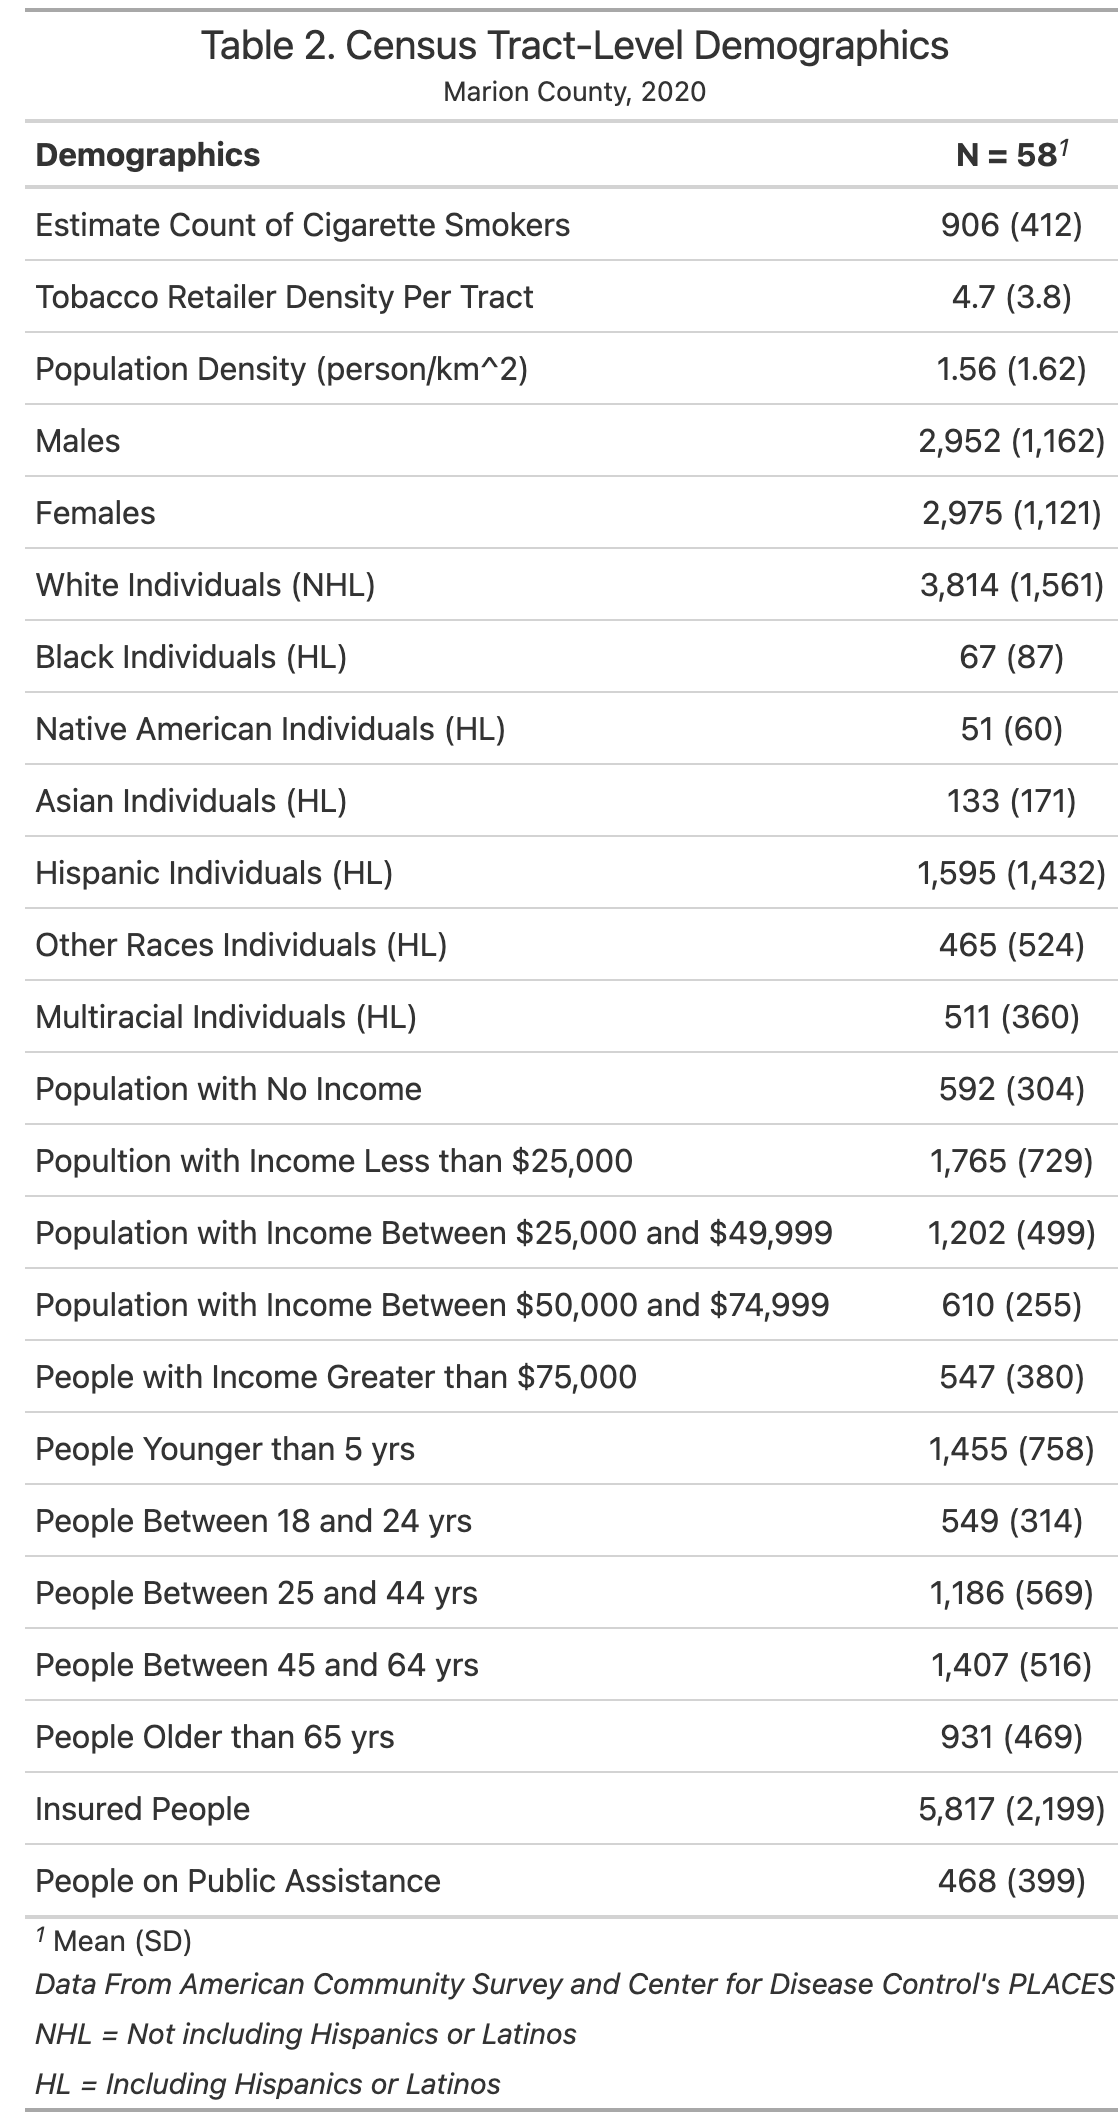 Table 2. Census Tract-Level Demographics
Marion County, 2020
Demographics N = 58¹
Estimate Count of Cigarette Smokers 906 (412)
Tobacco Retailer Density Per Tract 4.7 (3.8)
Population Density (person/km^2) 1.56 (1.62)
Males 2,952 (1,162)
Females 2,975 (1,121)
White Individuals (NHL) 3,814 (1,561)
Black Individuals (HL) 67 (87)
Native American Individuals (HL) 51 (60)
Asian Individuals (HL) 133 (171)
Hispanic Individuals (HL) 1,595 (1,432)
Other Races Individuals (HL) 465 (524)
Multiracial Individuals (HL) 511 (360)
Population with No Income 592 (304)
Popultion with Income Less than $25,000 1,765 (729)
Population with Income Between $25,000 and $49,999 1,202 (499)
Population with Income Between $50,000 and $74,999 610 (255)
People with Income Greater than $75,000 547 (380)
People Younger than 5 yrs 1,455 (758)
People Between 18 and 24 yrs 549 (314)
People Between 25 and 44 yrs 1,186 (569)
People Between 45 and 64 yrs 1,407 (516)
People Older than 65 yrs 931 (469)
Insured People 5,817 (2,199)
People on Public Assistance 468 (399)
¹ Mean (SD)
Data From American Community Survey and Center for Disease Control's PLACES
NHL = Not including Hispanics or Latinos
HL = Including Hispanics or Latinos